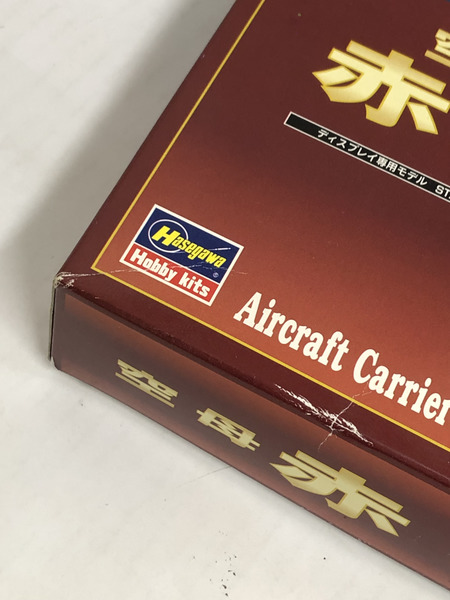 赤
ディスプレイ専用モデル
Hasegawa
Hobby kits
Aircraft Carrier
空母 赤